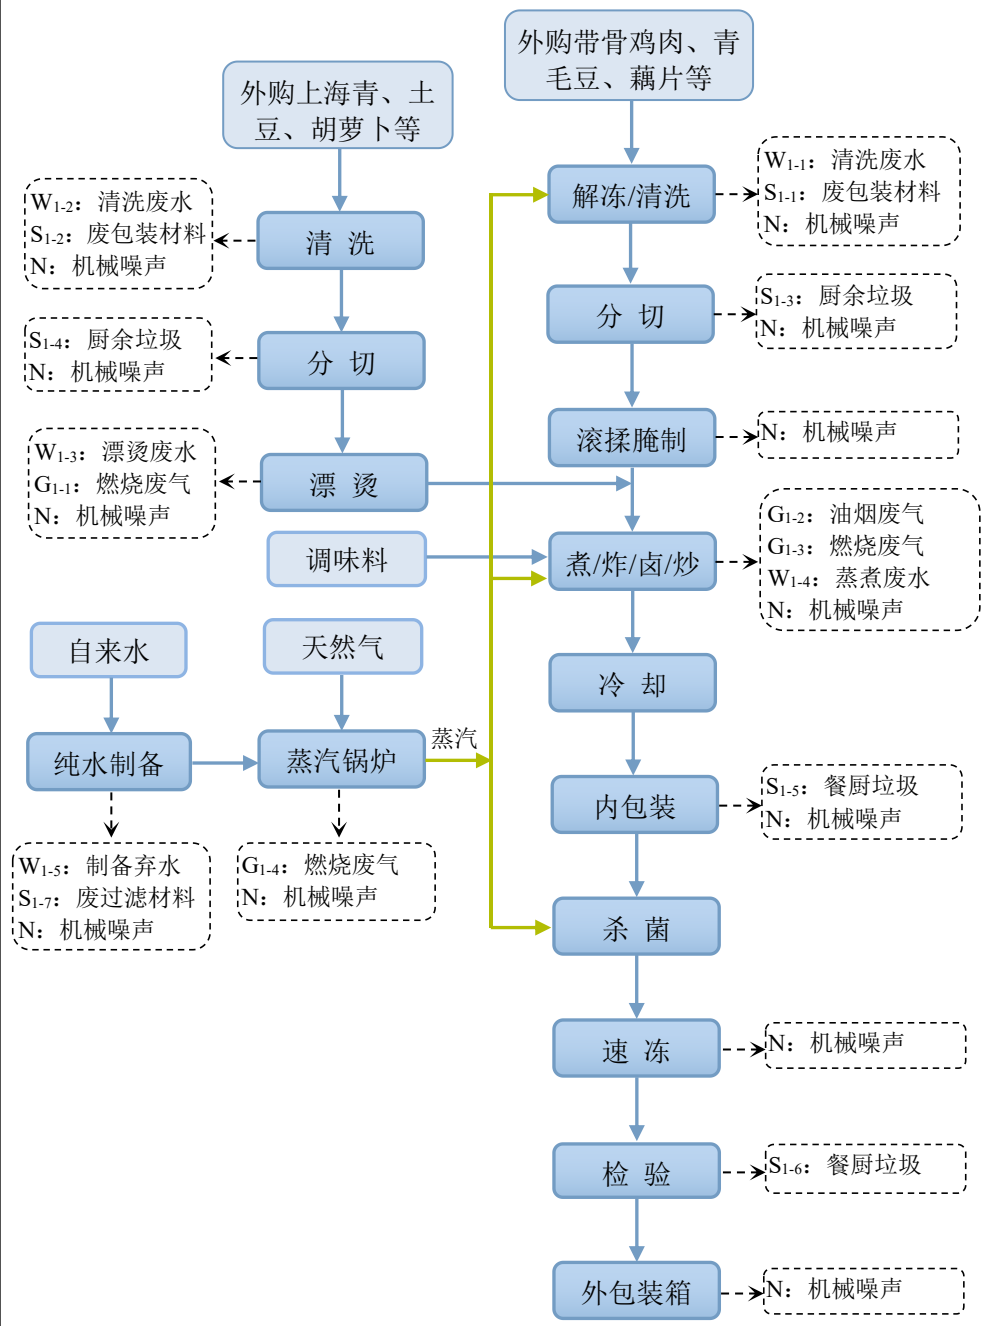 外购带骨鸡肉、青
毛豆、藕片等
外购上海青、土
豆、胡萝卜等
W1-1：清洗废水
S1-1：废包装材料
N：机械噪声
解冻/清洗
W1-2：清洗废水
S1-2：废包装材料
N：机械噪声
清 洗
S1-3：厨余垃圾
N：机械噪声
分 切
S1-4：厨余垃圾
N：机械噪声
分 切
滚揉腌制
N：机械噪声
W1-3：漂烫废水
G1-1：燃烧废气
N：机械噪声
漂 烫
调味料
煮/炸/卤/炒
G1-2：油烟废气
G1-3：燃烧废气
W1-4：蒸煮废水
N：机械噪声
自来水
天然气
冷 却
纯水制备
蒸汽锅炉
蒸汽
内包装
S1-5：餐厨垃圾
N：机械噪声
W1-5：制备弃水
S1-7：废过滤材料
N：机械噪声
G1-4：燃烧废气
N：机械噪声
杀 菌
速 冻
N：机械噪声
检 验
S1-6：餐厨垃圾
外包装箱
N：机械噪声